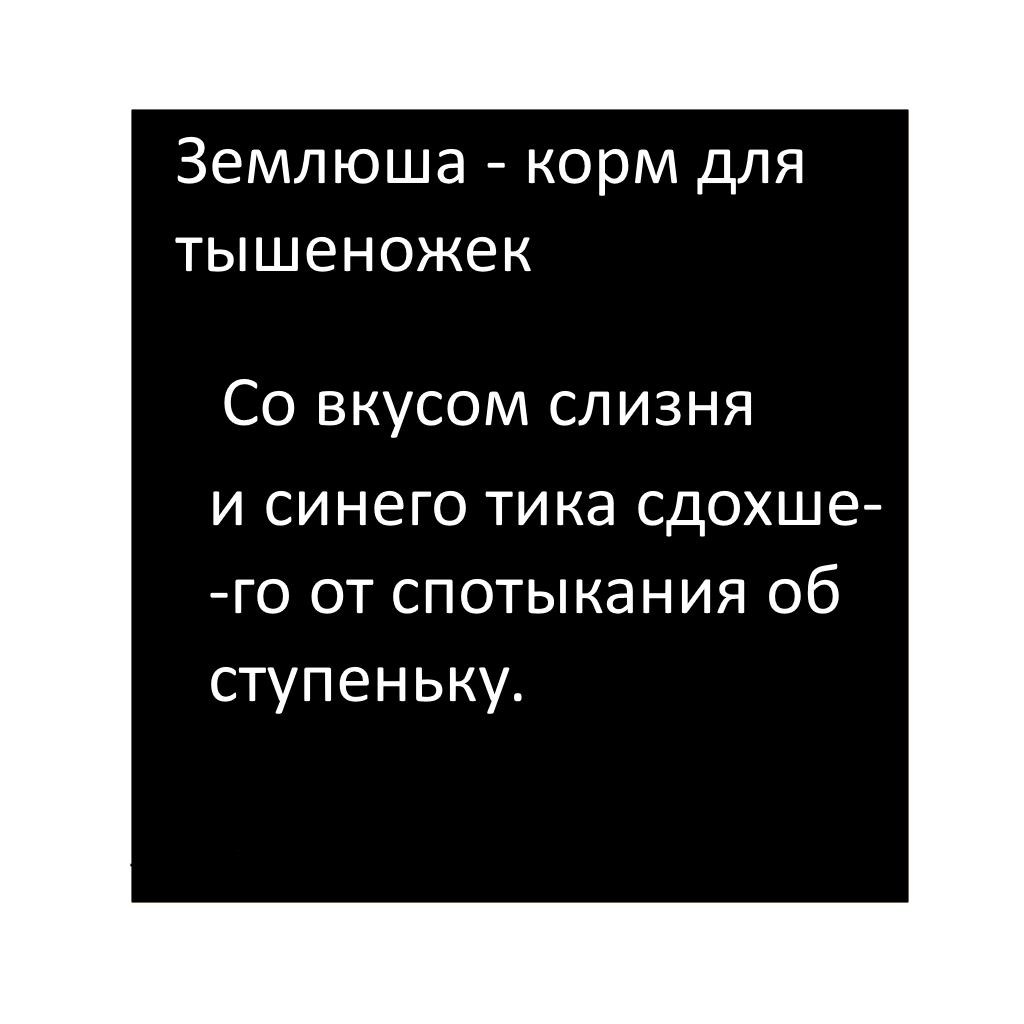 Землюша - корм для
тышеножек
Со вкусом слизня
и синего тика сдохше-
-го от спотыкания об
ступеньку.